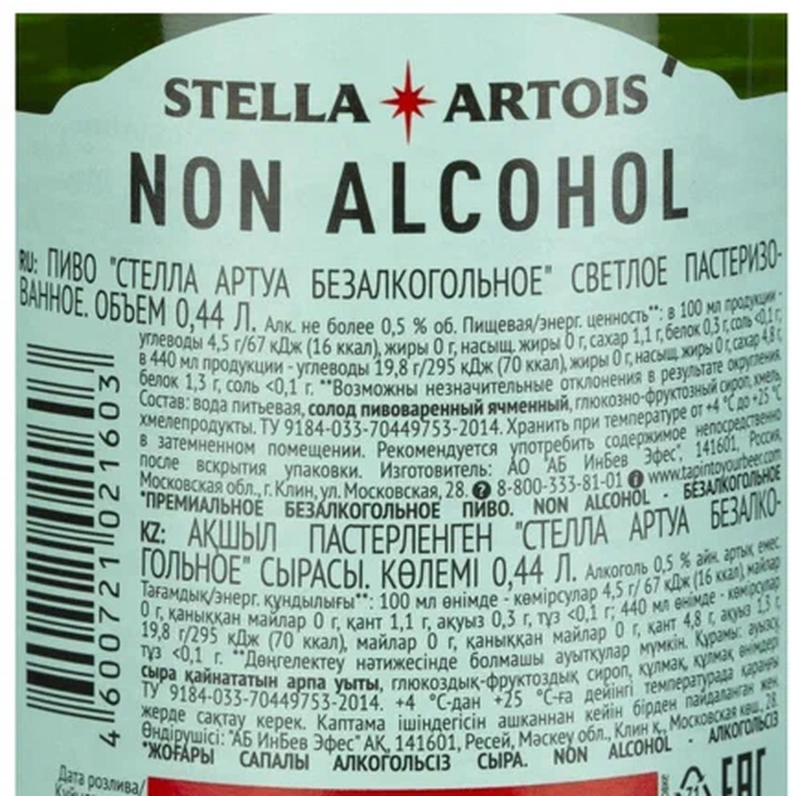 STELLA ARTOIS
NON ALCOHOL
RU: ПИВО "СТЕЛЛА АРТУА БЕЗАЛКОГОЛЬНОЕ" СВЕТЛОЕ ПАСТЕРИЗО-
ВАННОЕ. ОБЪЕМ 0,44 Л. Алк. не более 0,5 % об. Пищевая/энерг. ценность**: в 100 мл продукции -
углеводы 4,5 г/67 кДж (16 ккал), жиры 0 г, насыщ. жиры 0 г, сахар 1,1 г, белок 0,3 г, соль <0,1 г;
в 440 мл продукции - углеводы 19,8 г/295 кДж (70 ккал), жиры 0 г, насыщ. жиры 0 г, сахар 4,8 г,
белок 1,3 г, соль <0,1 г. **Возможны незначительные отклонения в результате округления.
Состав: вода питьевая, солод пивоваренный ячменный, глюкозно-фруктозный сироп, хмель,
хмелепродукты. ТУ 9184-033-70449753-2014. Хранить при температуре от +4 °С до +25 °С
в затемненном помещении. Рекомендуется употребить содержимое непосредственно
после вскрытия упаковки. Изготовитель: АО "АБ ИнБев Эфес", 141601, Россия,
Московская обл., г. Клин, ул. Московская, 28. 8-800-333-81-01 www.tapintoyourbeer.com
*ПРЕМИАЛЬНОЕ БЕЗАЛКОГОЛЬНОЕ ПИВО. NON ALCOHOL - БЕЗАЛКОГОЛЬНОЕ
KZ: АҚШЫЛ ПАСТЕРЛЕНГЕН "СТЕЛЛА АРТУА БЕЗАЛКО-
ГОЛЬНОЕ" СЫРАСЫ. КӨЛЕМІ 0,44 Л. Алкоголь 0,5 % айн. артық емес.
Тағамдық/энерг. құндылығы**: 100 мл өнімде - көмірсулар 4,5 г/ 67 кДж (16 ккал), майлар
0 г, қаныққан майлар 0 г, қант 1,1 г, ақуыз 0,3 г, тұз <0,1 г; 440 мл өнімде - көмірсулар
19,8 г/295 кДж (70 ккал), майлар 0 г, қаныққан майлар 0 г, қант 4,8 г, ақуыз 1,3 г,
тұз <0,1 г. **Дөңгелектеу нәтижесінде болмашы ауытқулар мүмкін. Құрамы: ауызсу,
сыра қайнататын арпа уыты, глюкоздық-фруктоздық сироп, құлмақ, құлмақ өнімдері.
ТУ 9184-033-70449753-2014. +4 °С-дан +25 °С-ға дейінгі температурада қараңғы
жерде сақтау керек. Каптама ішіндегісін ашқаннан кейін бірден пайдаланған жөн.
Өндіруші: "АБ ИнБев Эфес" АҚ, 141601, Ресей, Мәскеу обл., Клин қ., Московская көш., 28.
*ЖОҒАРЫ САПАЛЫ АЛКОГОЛЬСІЗ СЫРА. NON ALCOHOL - АЛКОГОЛЬСІЗ
4 600721 021603
Дата розлива/
71
EAC